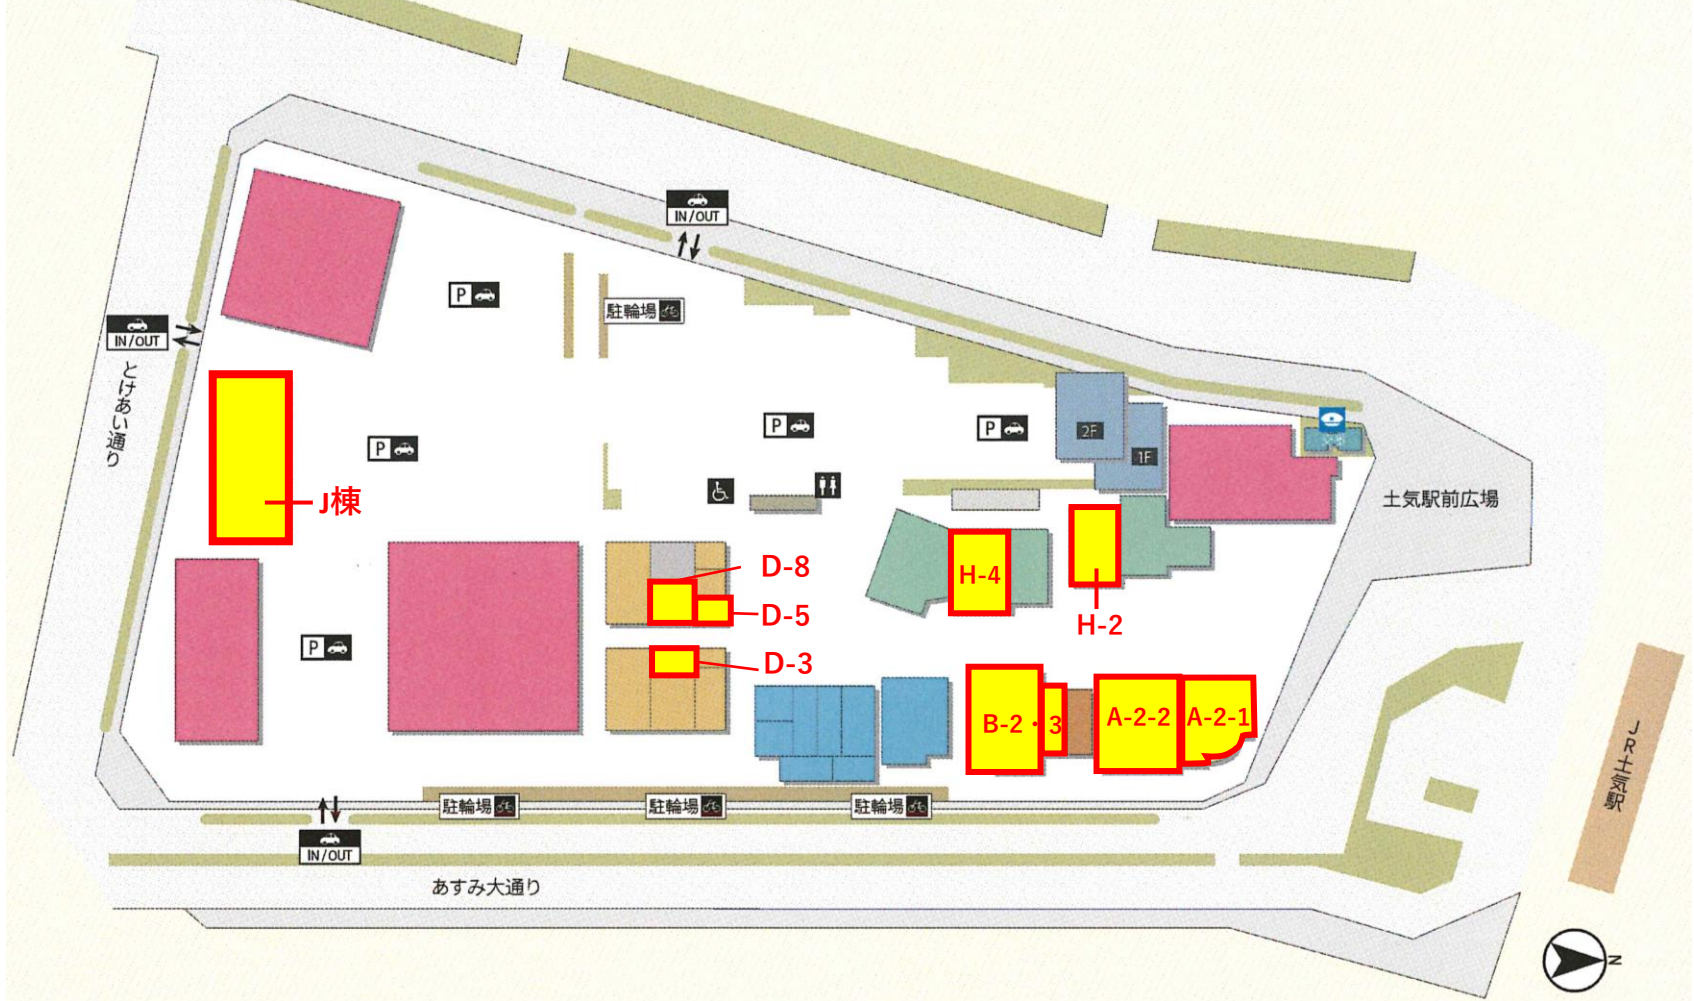 IN/OUT
P
駐輪場
IN/OUT
とけあい通り
P
P
P
2F
1F
土気駅前広場
J棟
D-8
D-5
H-4
H-2
P
D-3
B-2・3
A-2-2
A-2-1
JR土気駅
駐輪場
駐輪場
駐輪場
IN/OUT
あすみ大通り
N